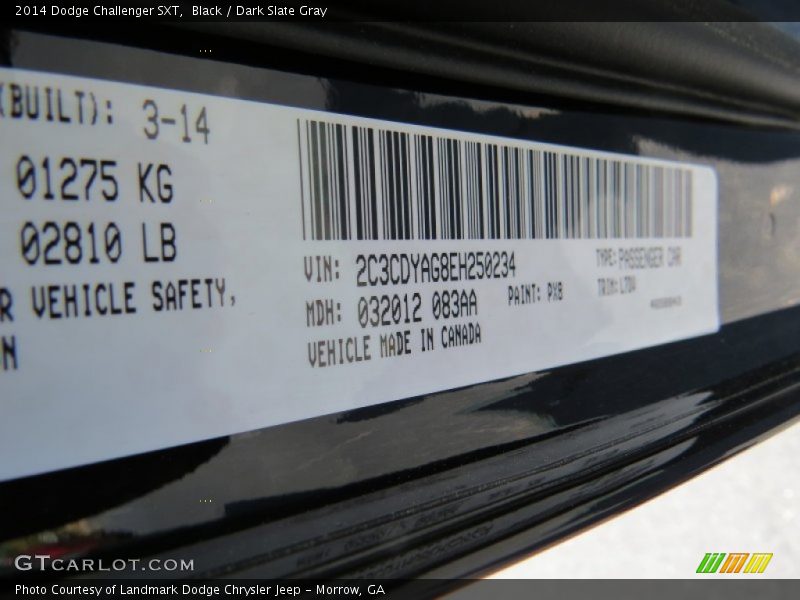 2014 Dodge Challenger SXT,  Black / Dark Slate Gray
(BUILT): 3-14
01275 KG
02810 LB
R VEHICLE SAFETY,
N
VIN: 2C3CDYAG8EH250234
TYPE: PASSENGER CAR
MDH: 032012 083AA
PAINT: PX8
TRIM:
VEHICLE MADE IN CANADA
GTCARLOT.COM
Photo Courtesy of Landmark Dodge Chrysler Jeep - Morrow, GA